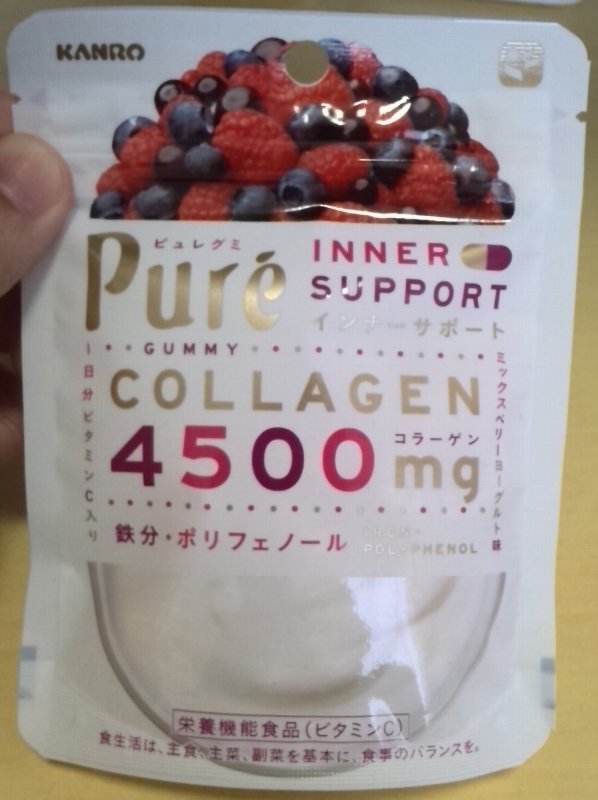 KANRO
ピュレグミ
Puré
GUMMY
INNER
SUPPORT
インナーサポート
1日分ビタミンC入り
COLLAGEN
4500mg
コラーゲン
ミックスベリーヨーグルト味
鉄分・ポリフェノール
IRON・
POLYPHENOL
栄養機能食品(ビタミンC)
食生活は、主食、主菜、副菜を基本に、食事のバランスを。